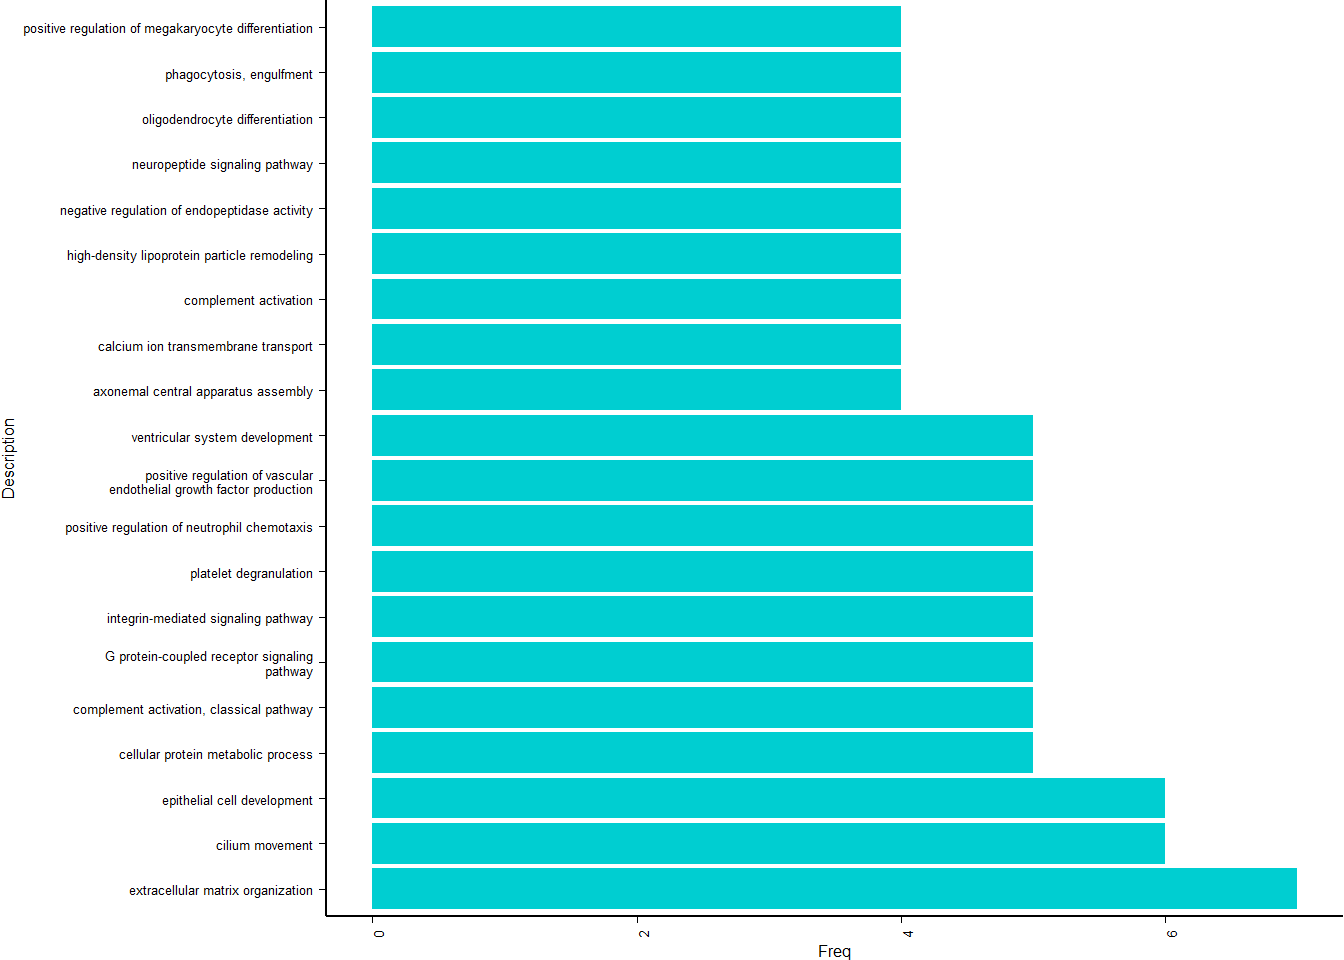 positive regulation of megakaryocyte differentiation
phagocytosis, engulfment
oligodendrocyte differentiation
neuropeptide signaling pathway
negative regulation of endopeptidase activity
high-density lipoprotein particle remodeling
complement activation
calcium ion transmembrane transport
axonemal central apparatus assembly
ventricular system development
positive regulation of vascular
endothelial growth factor production
positive regulation of neutrophil chemotaxis
platelet degranulation
integrin-mediated signaling pathway
G protein-coupled receptor signaling
pathway
complement activation, classical pathway
cellular protein metabolic process
epithelial cell development
cilium movement
extracellular matrix organization
Description
0
2
4
6
Freq